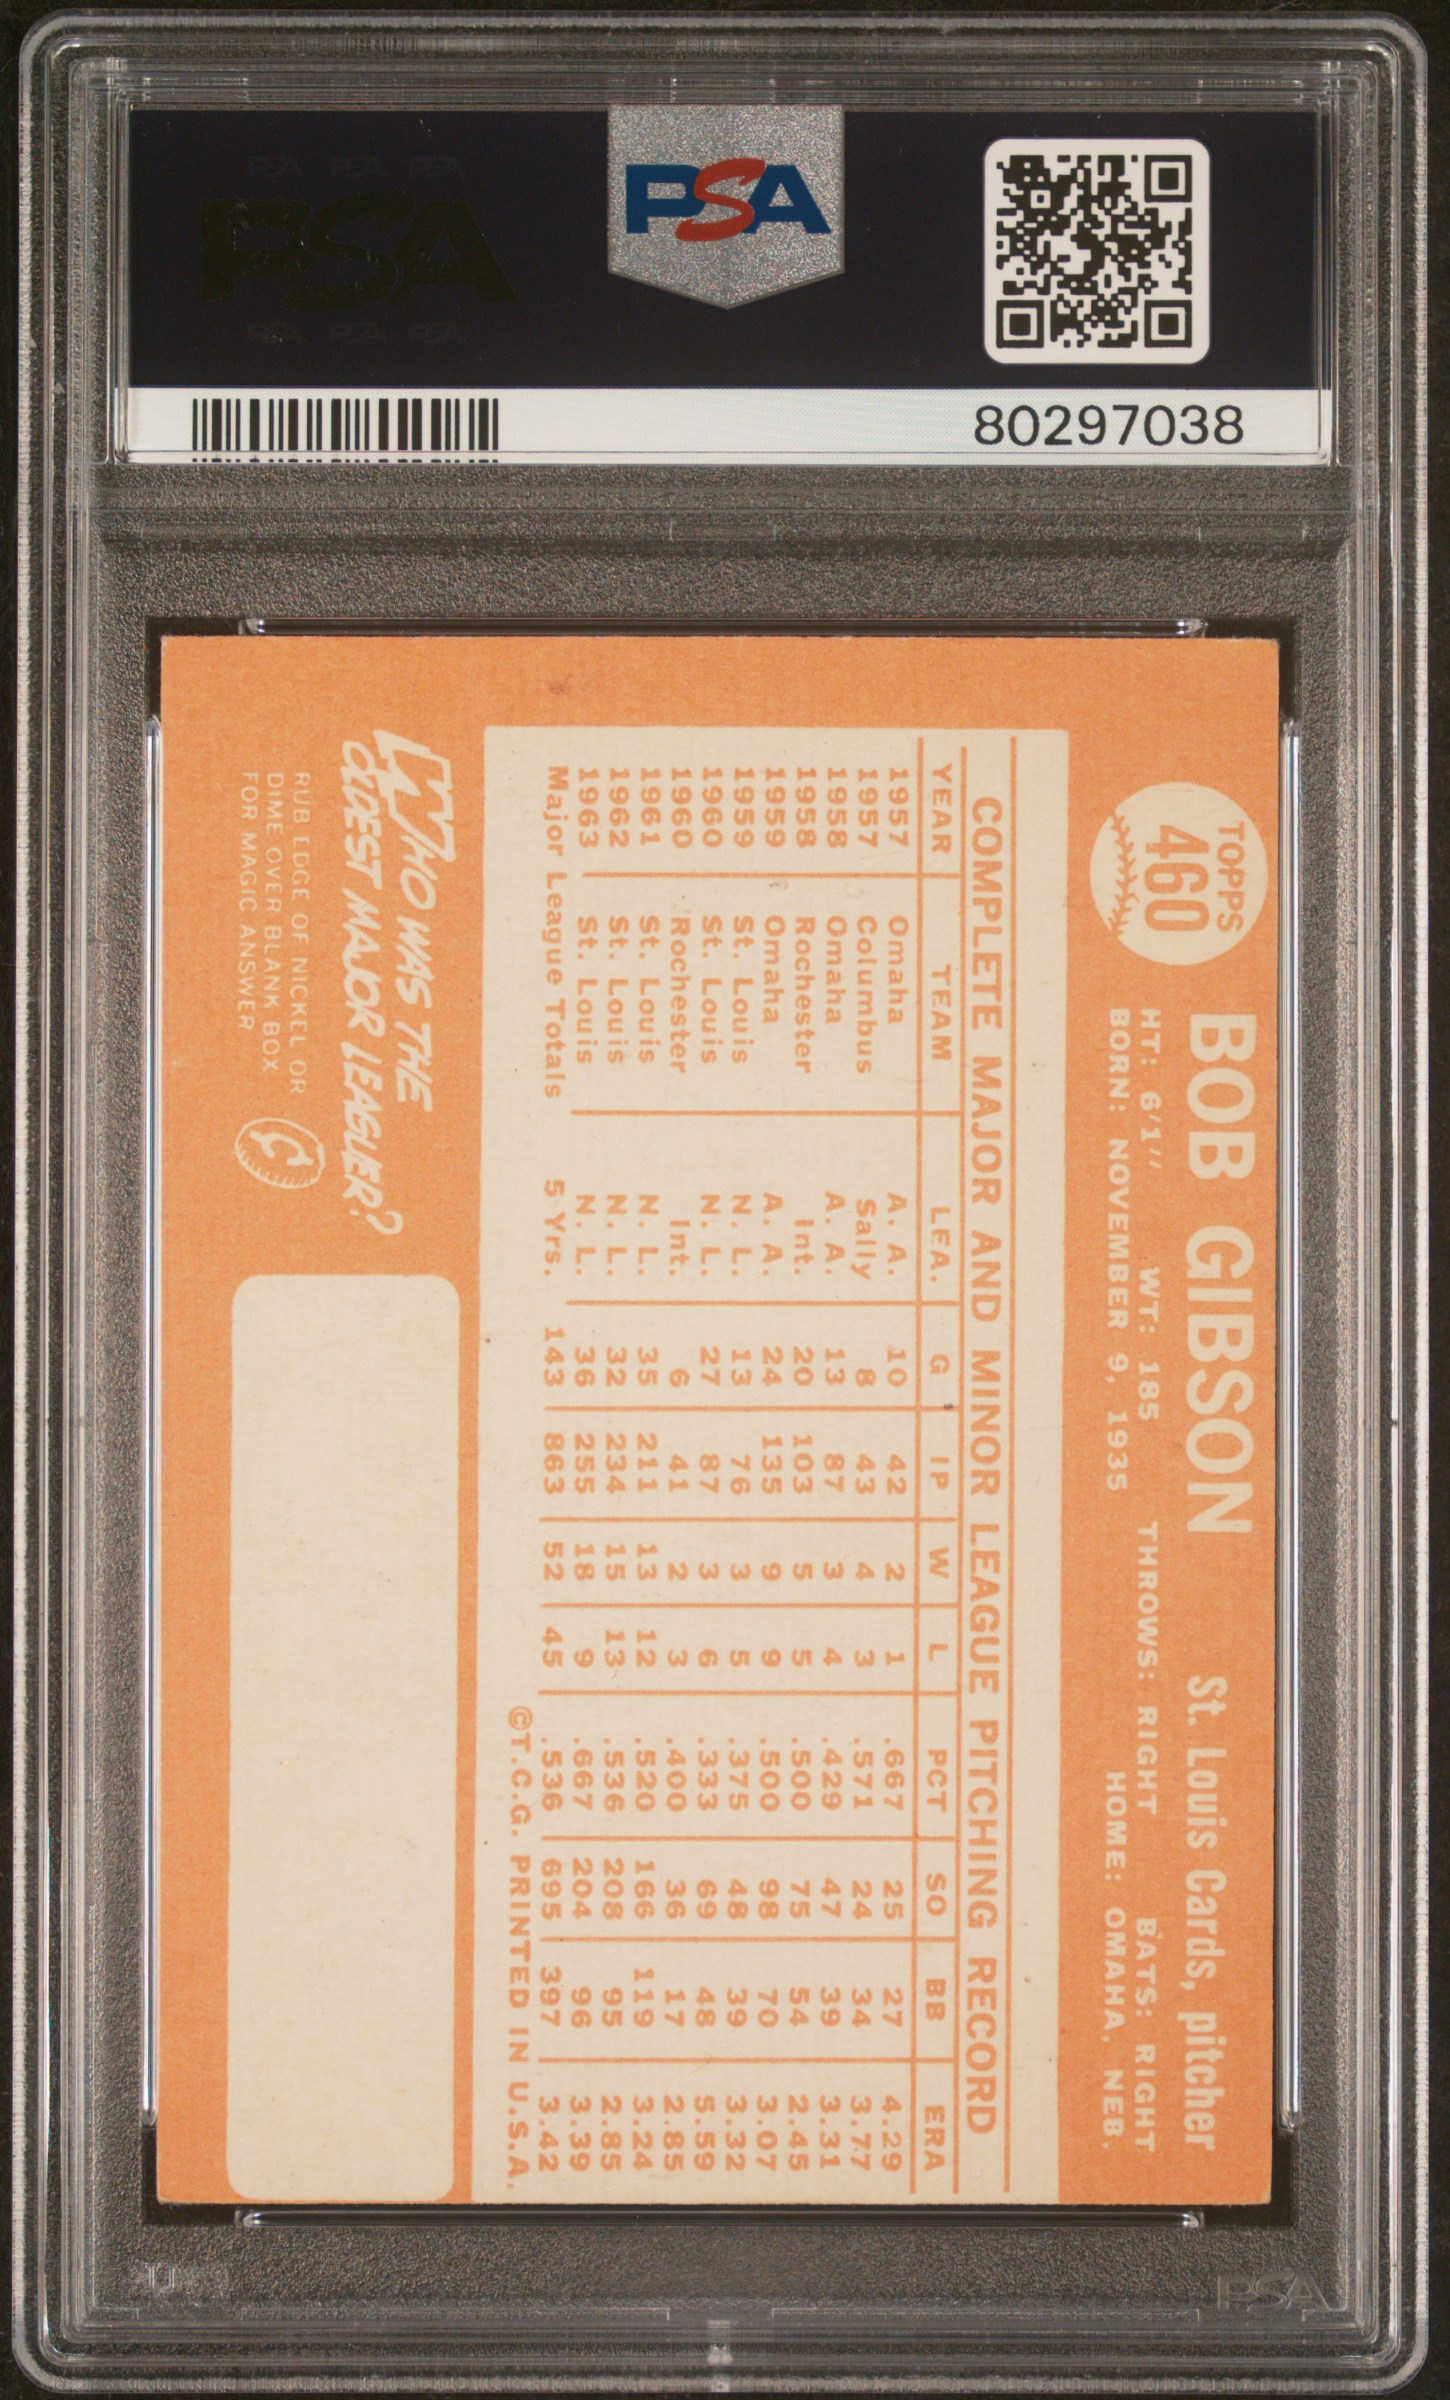 PSA PSA PSA
PSA
PSA PSA PSA
PSA
80297038
TOPPS
460
BOB GIBSON St. Louis Cards, pitcher
HT: 6'1" WT: 185 THROWS: RIGHT BATS: RIGHT
BORN: NOVEMBER 9, 1935 HOME: OMAHA, NEB.
COMPLETE MAJOR AND MINOR LEAGUE PITCHING RECORD
YEAR TEAM LEA. G IP W L PCT SO BB ERA
1957 Omaha A. A. 10 42 2 1 .667 25 27 4.29
1957 Columbus Sally 8 43 4 3 .571 24 34 3.77
1958 Omaha A. A. 13 87 3 4 .429 47 39 3.31
1958 Rochester Int. 20 103 5 5 .500 75 54 2.45
1959 Omaha A. A. 24 135 9 9 .500 98 70 3.07
1959 St. Louis N. L. 13 76 3 5 .375 48 39 3.32
1960 St. Louis N. L. 27 87 3 6 .333 69 48 5.59
1960 Rochester Int. 6 41 2 3 .400 36 17 2.85
1961 St. Louis N. L. 35 211 13 12 .520 166 119 3.24
1962 St. Louis N. L. 32 234 15 13 .536 208 95 2.85
1963 St. Louis N. L. 36 255 18 9 .667 204 96 3.39
Major League Totals 5 Yrs. 143 863 52 45 .536 695 397 3.42
©T.C.G. PRINTED IN U.S.A.
WHO WAS THE
OLDEST MAJOR LEAGUER?
RUB EDGE OF NICKEL OR
DIME OVER BLANK BOX
FOR MAGIC ANSWER
PSA